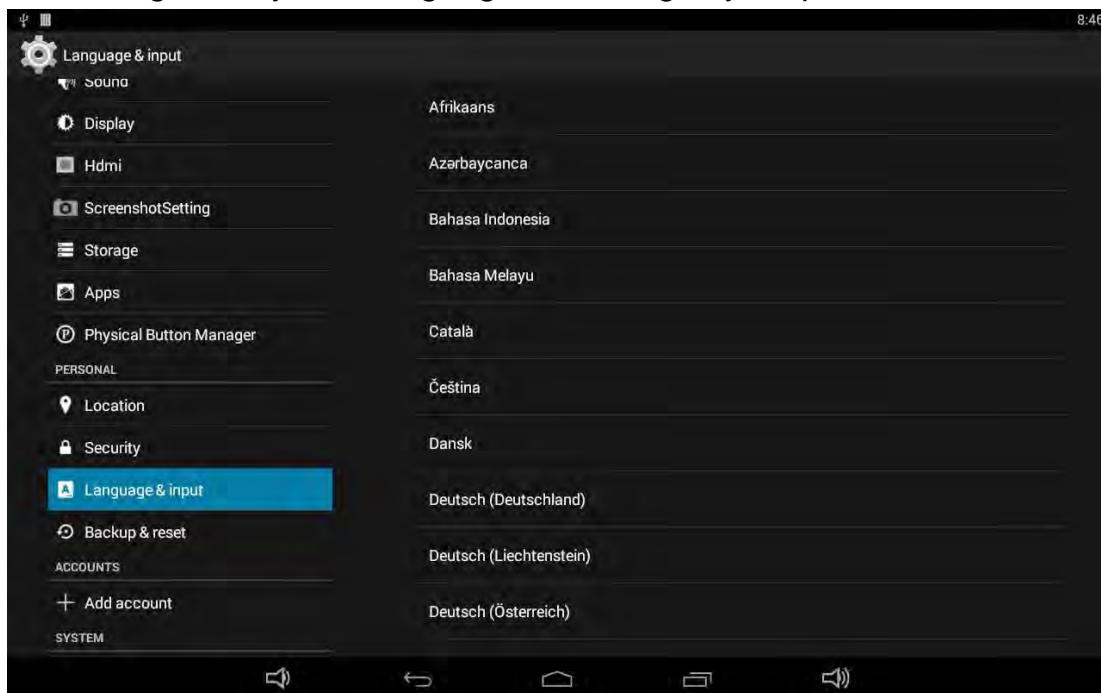 8:46
Language & input
Sound
Display
Hdmi
ScreenshotSetting
Storage
Apps
Physical Button Manager
PERSONAL
Location
Security
Language & input
Backup & reset
ACCOUNTS
Add account
SYSTEM
Afrikaans
Azərbaycanca
Bahasa Indonesia
Bahasa Melayu
Català
Čeština
Dansk
Deutsch (Deutschland)
Deutsch (Liechtenstein)
Deutsch (Österreich)